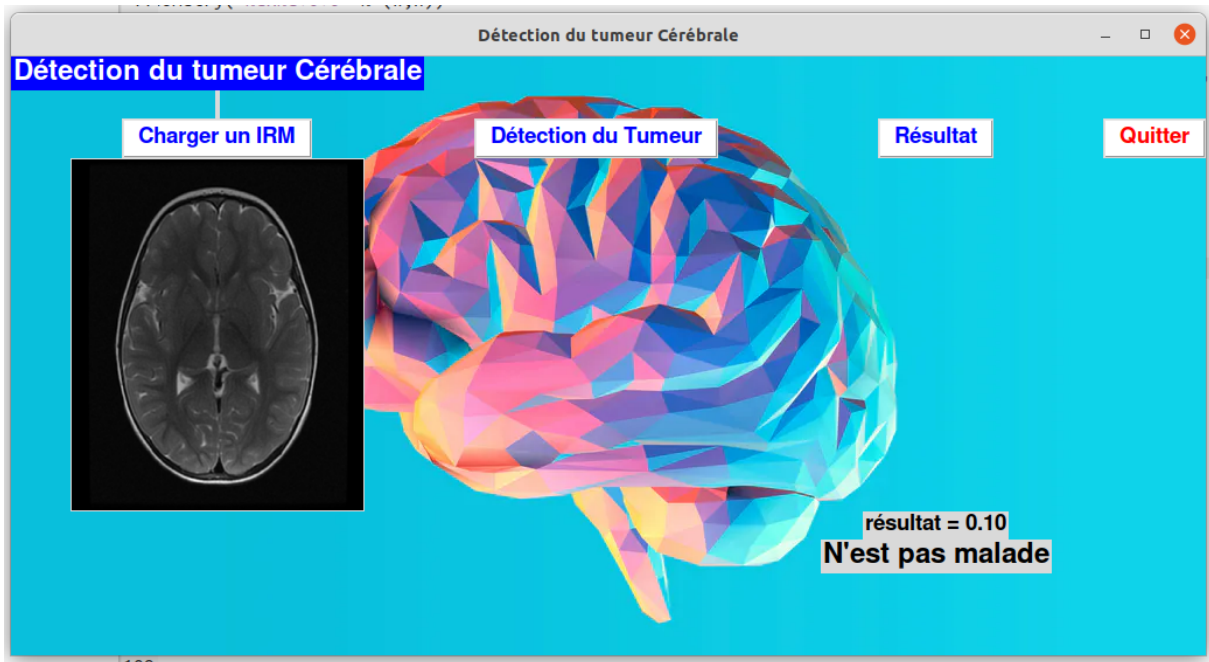 Détection du tumeur Cérébrale
Détection du tumeur Cérébrale
Charger un IRM
Détection du Tumeur
Résultat
Quitter
résultat = 0.10
N'est pas malade